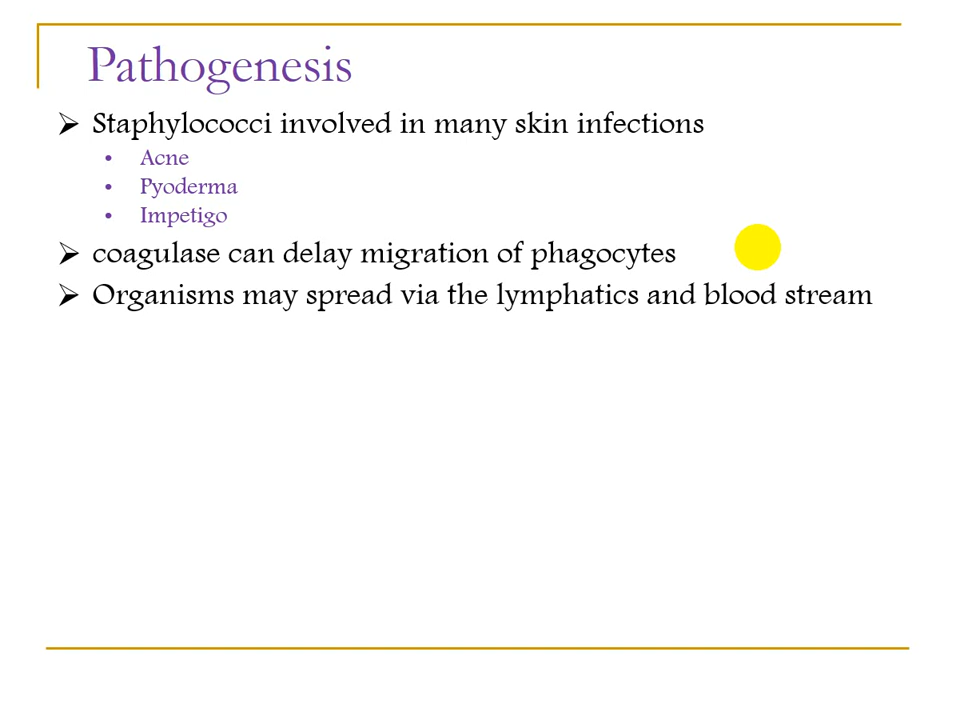 Pathogenesis
Staphylococci involved in many skin infections
Acne
Pyoderma
Impetigo
coagulase can delay migration of phagocytes
Organisms may spread via the lymphatics and blood stream